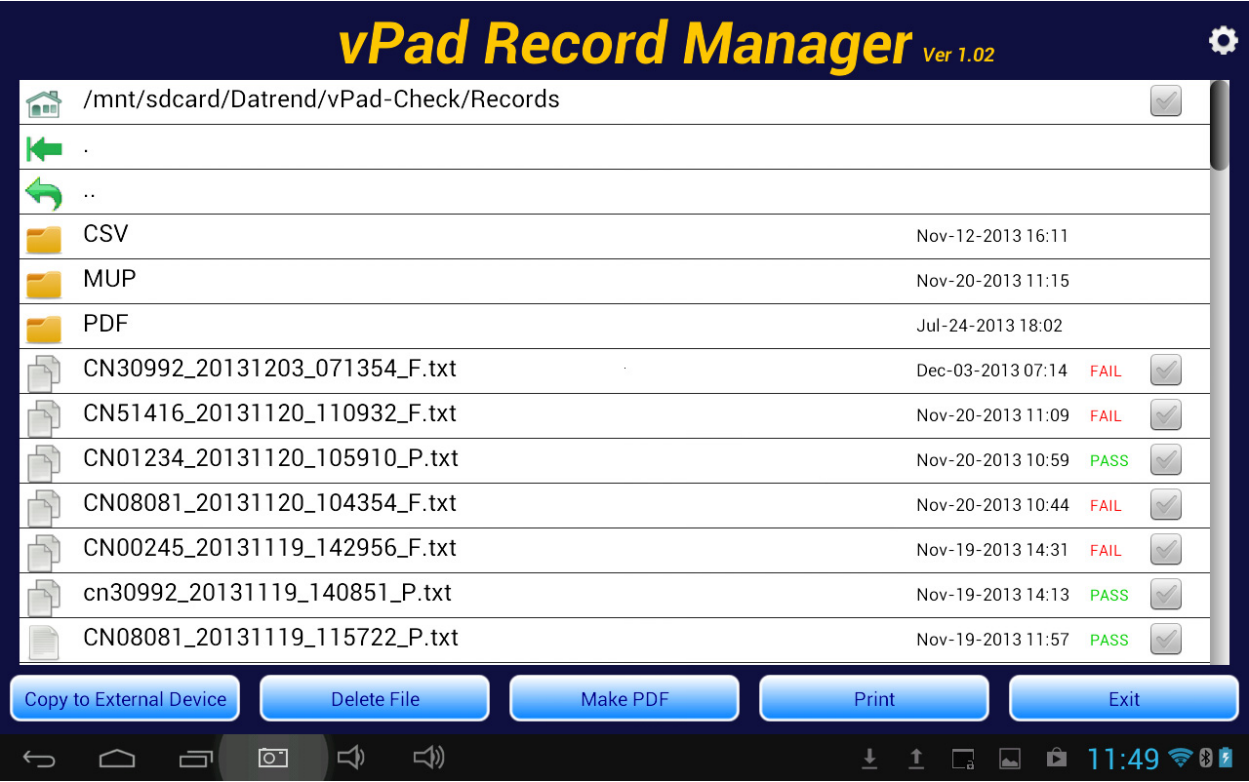 vPad Record Manager Ver 1.02
/mnt/sdcard/Datrend/vPad-Check/Records
.
..
CSV Nov-12-2013 16:11
MUP Nov-20-2013 11:15
PDF Jul-24-2013 18:02
CN30992_20131203_071354_F.txt Dec-03-2013 07:14 FAIL
CN51416_20131120_110932_F.txt Nov-20-2013 11:09 FAIL
CN01234_20131120_105910_P.txt Nov-20-2013 10:59 PASS
CN08081_20131120_104354_F.txt Nov-20-2013 10:44 FAIL
CN00245_20131119_142956_F.txt Nov-19-2013 14:31 FAIL
cn30992_20131119_140851_P.txt Nov-19-2013 14:13 PASS
CN08081_20131119_115722_P.txt Nov-19-2013 11:57 PASS
Copy to External Device Delete File Make PDF Print Exit
11:49